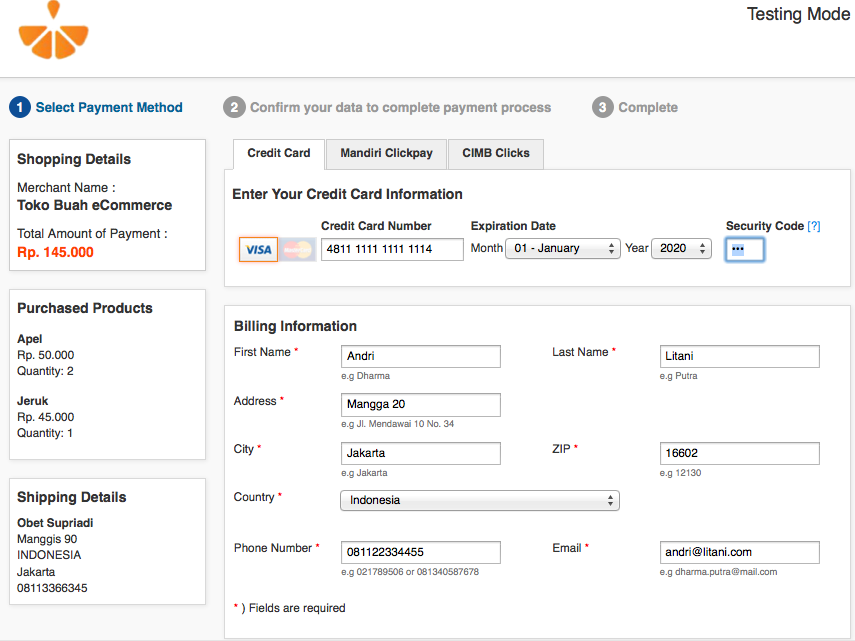 Testing Mode
1 Select Payment Method
2 Confirm your data to complete payment process
3 Complete
Shopping Details
Merchant Name :
Toko Buah eCommerce
Total Amount of Payment :
Rp. 145.000
Purchased Products
Apel
Rp. 50.000
Quantity: 2
Jeruk
Rp. 45.000
Quantity: 1
Shipping Details
Obet Supriadi
Manggis 90
INDONESIA
Jakarta
08113366345
Credit Card Mandiri Clickpay CIMB Clicks
Enter Your Credit Card Information
Credit Card Number Expiration Date Security Code [?]
VISA MasterCard 4811 1111 1111 1114 Month 01 - January Year 2020 •••
Billing Information
First Name * Andri Last Name * Litani
e.g Dharma e.g Putra
Address * Mangga 20
e.g Jl. Mendawai 10 No. 34
City * Jakarta ZIP * 16602
e.g Jakarta e.g 12130
Country * Indonesia
Phone Number * 081122334455 Email * andri@litani.com
e.g 021789506 or 081340587678 e.g dharma.putra@mail.com
* ) Fields are required